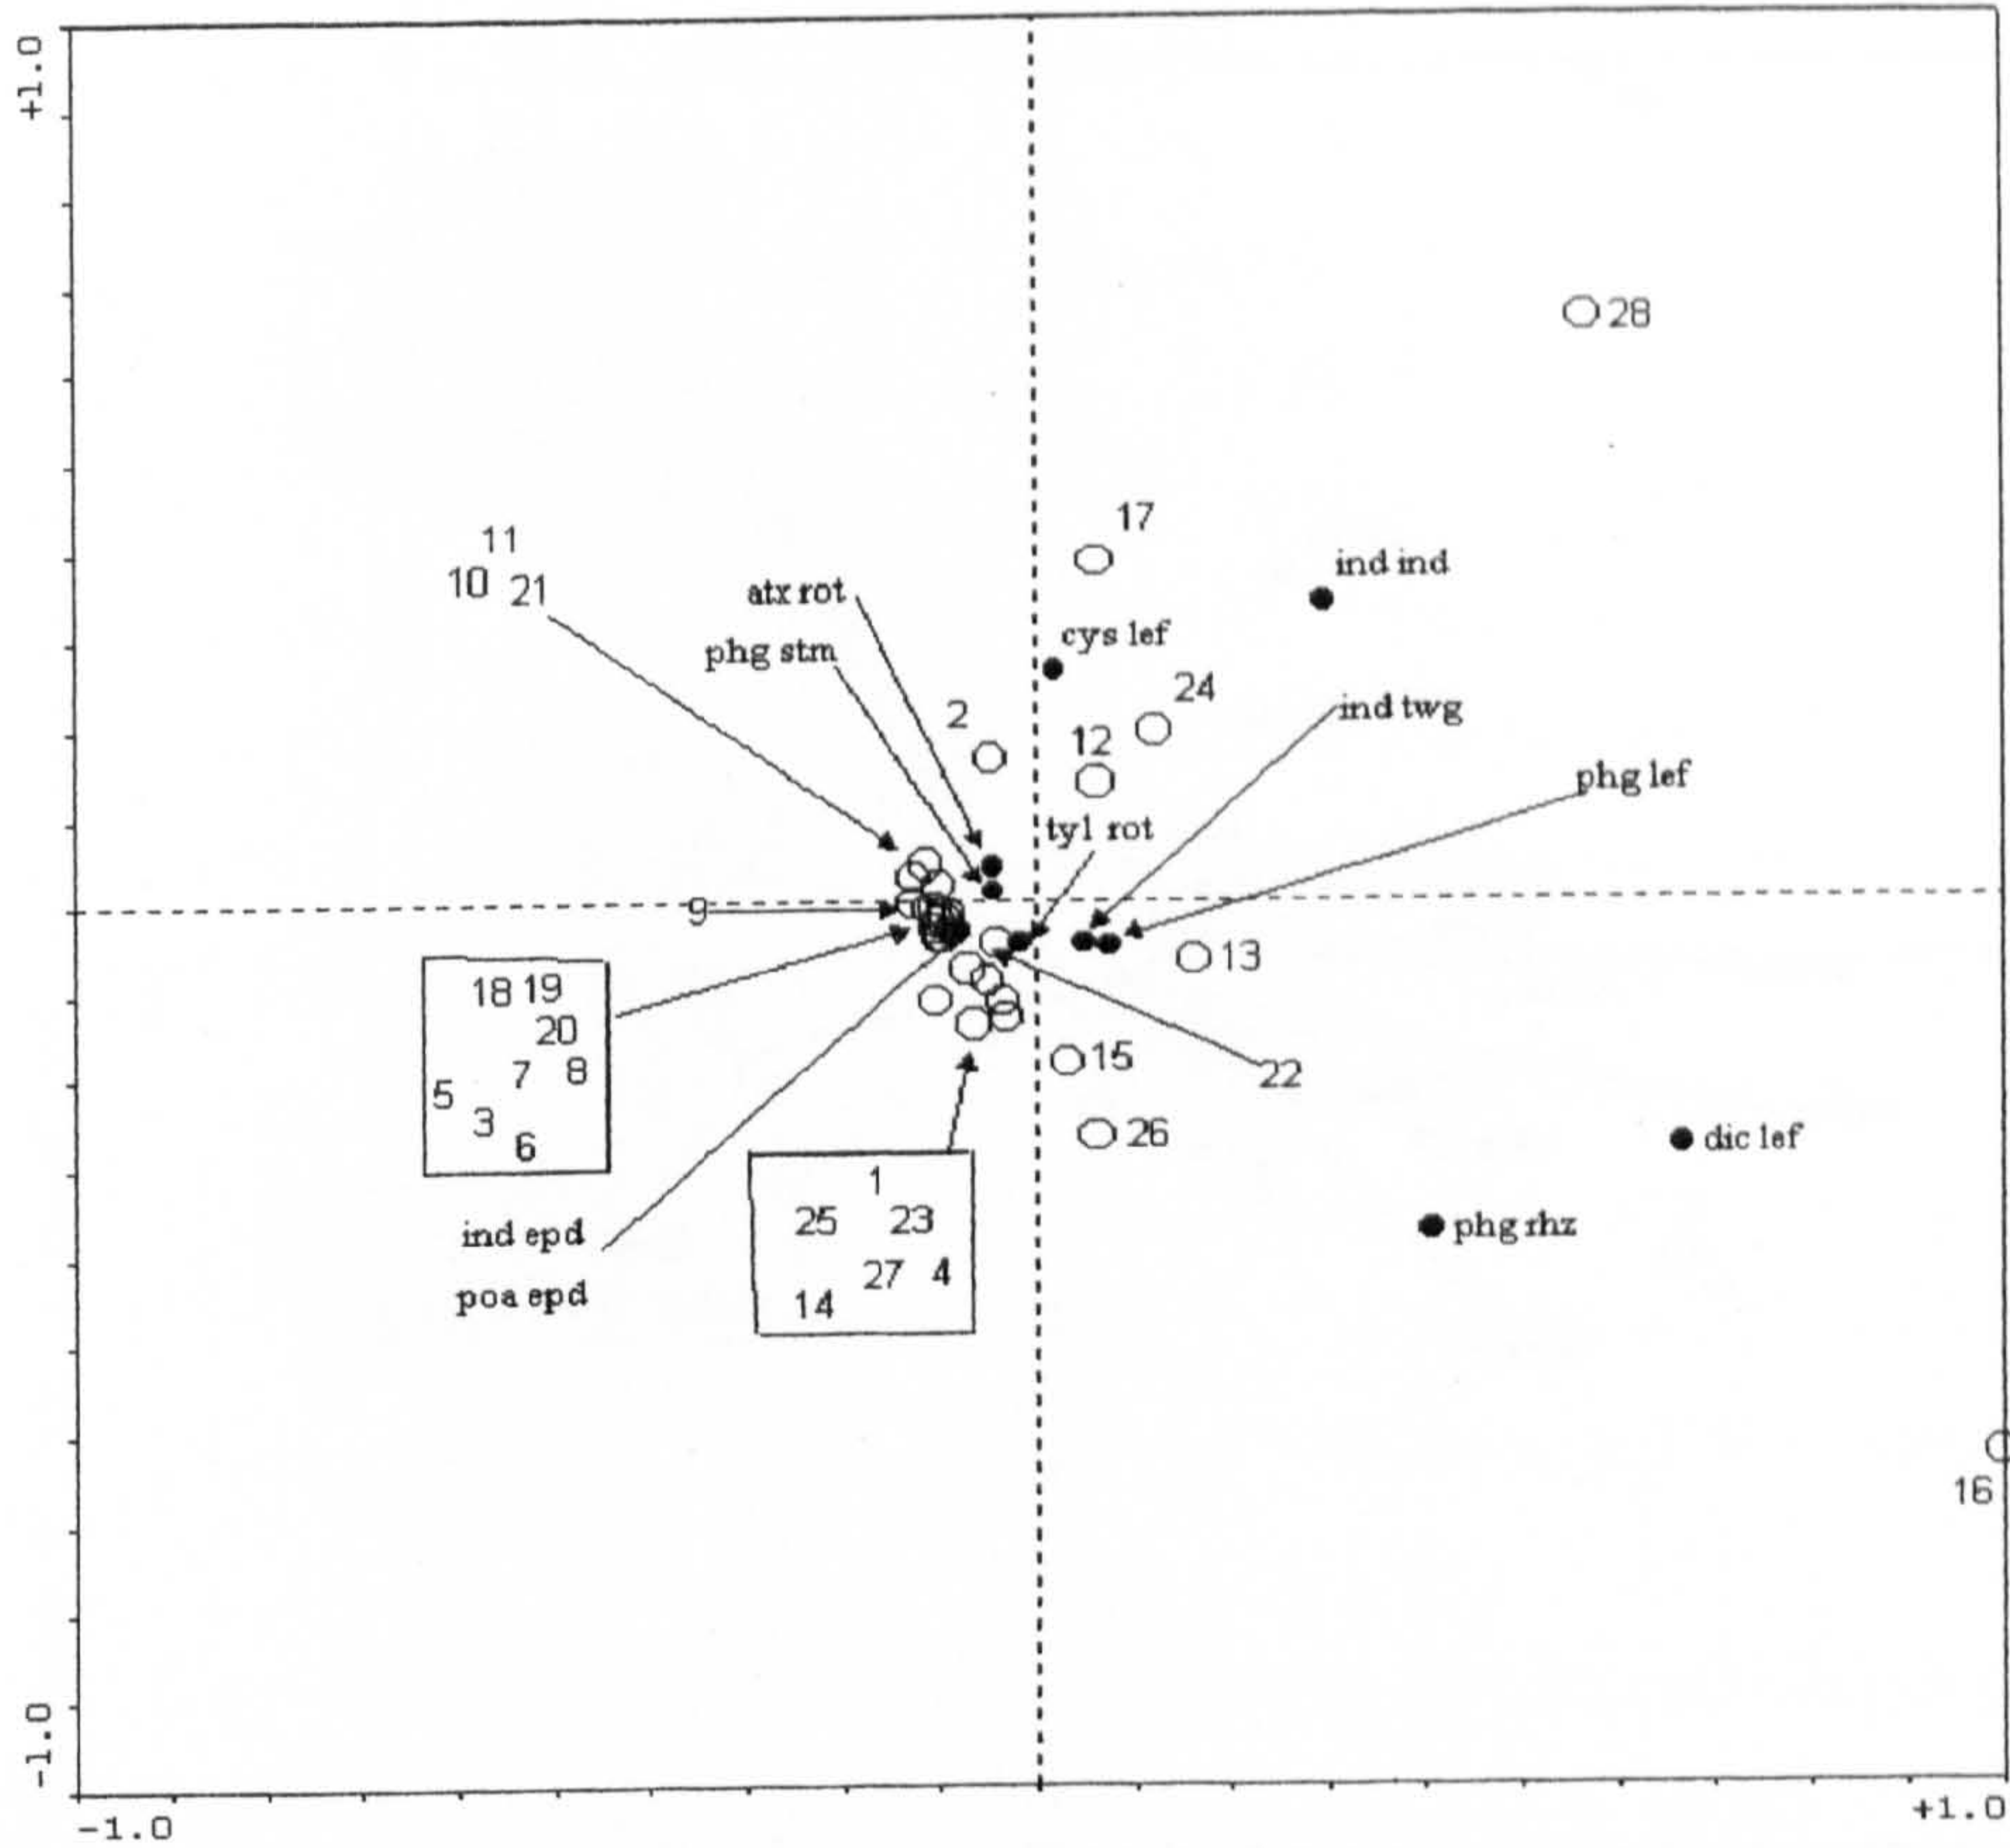 +1.0
28
17
11
ind ind
10 21
atx rot
cys lef
phg stm
24
2
ind twg
12
phg lef
tyl rot
9
13
18 19
20
15
7 8
22
5
3
26
6
dic lef
1
25 23
phg rhz
ind epd
27 4
poa epd
14
16
-1.0
-1.0
+1.0